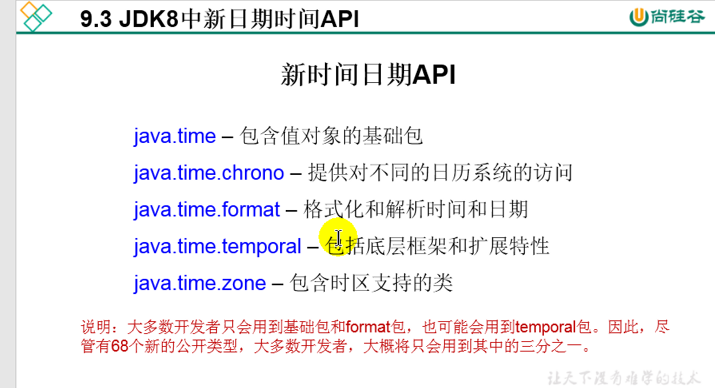 9.3 JDK8中新日期时间API
尚硅谷
新时间日期API
java.time – 包含值对象的基础包
java.time.chrono – 提供对不同的日历系统的访问
java.time.format – 格式化和解析时间和日期
java.time.temporal – 包括底层框架和扩展特性
java.time.zone – 包含时区支持的类
说明：大多数开发者只会用到基础包和format包，也可能会用到temporal包。因此，尽
管有68个新的公开类型，大多数开发者，大概将只会用到其中的三分之一。
让天下没有难学的技术